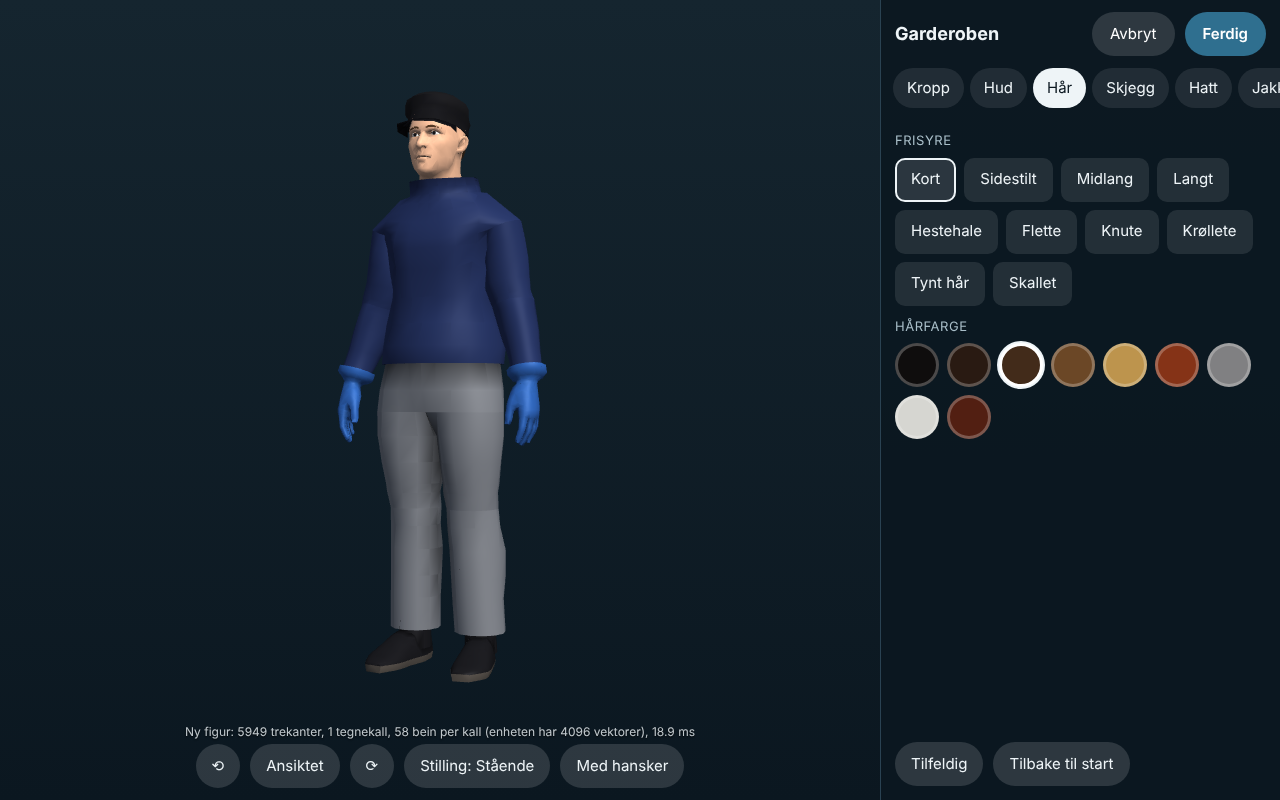 Garderoben
Avbryt
Ferdig
Kropp
Hud
Hår
Skjegg
Hatt
FRISYRE
Kort
Sidestilt
Midlang
Langt
Hestehale
Flette
Knute
Krøllete
Tynt hår
Skallet
HÅRFARGE
Ny figur: 5949 trekanter, 1 tegnekall, 58 bein per kall (enheten har 4096 vektorer), 18.9 ms
⟲
Ansiktet
⟳
Stilling: Stående
Med hansker
Tilfeldig
Tilbake til start